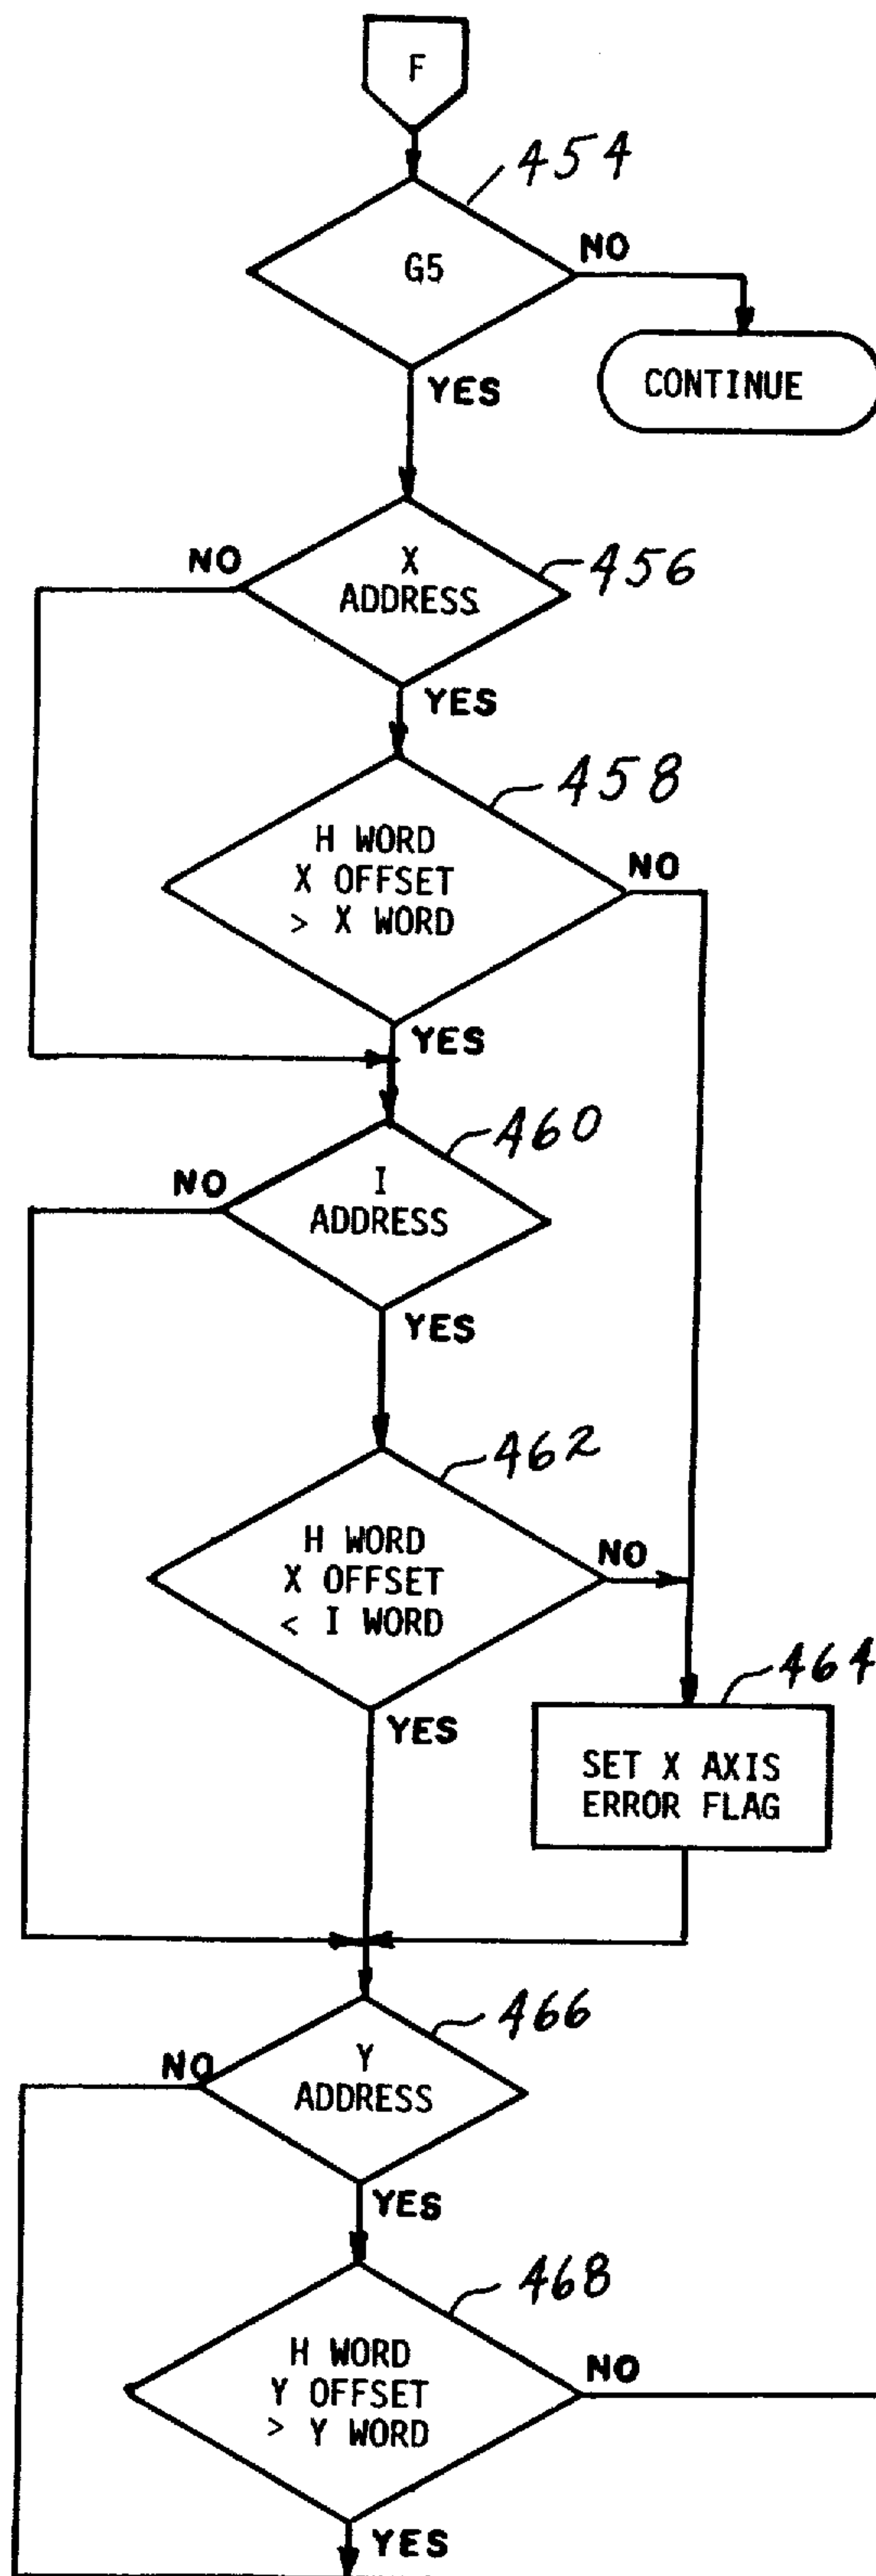 F
454
G5
NO
CONTINUE
YES
NO
X
ADDRESS
456
YES
458
H WORD
X OFFSET
> X WORD
NO
YES
460
NO
I
ADDRESS
YES
462
H WORD
X OFFSET
< I WORD
NO
464
YES
SET X AXIS
ERROR FLAG
466
NO
Y
ADDRESS
YES
468
H WORD
Y OFFSET
> Y WORD
NO
YES